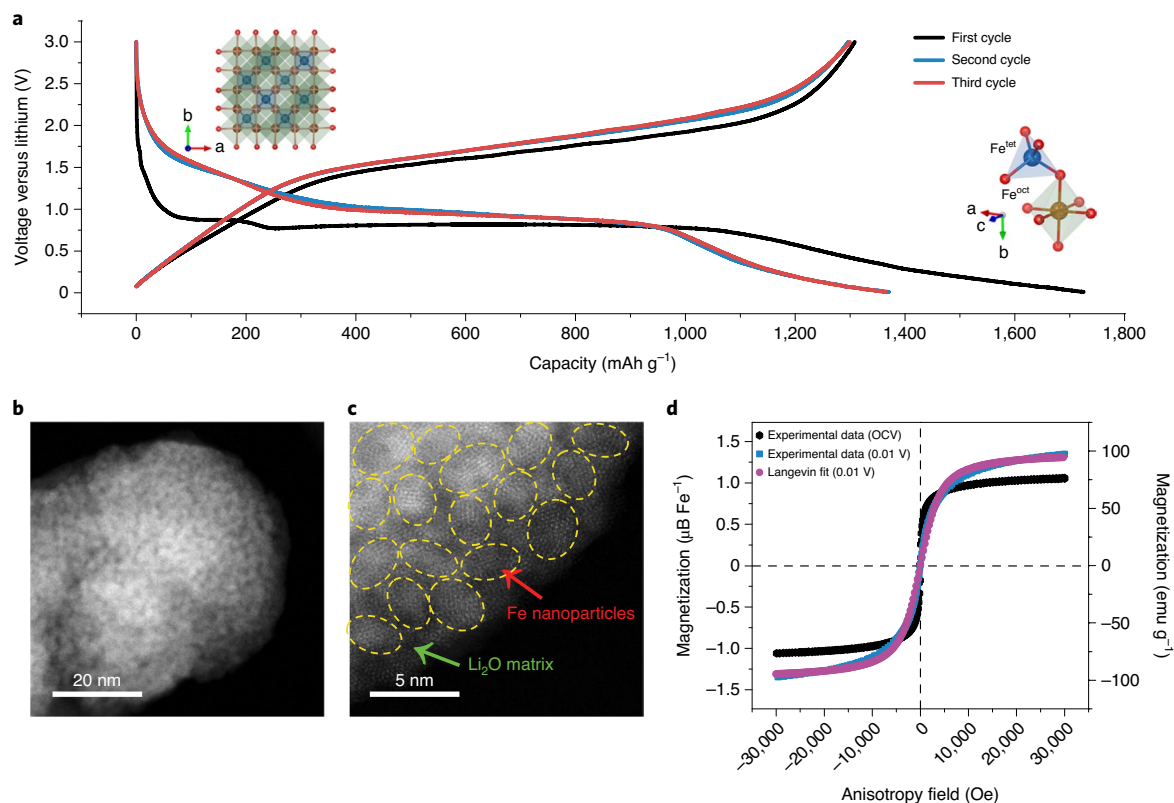 a
3.0
2.5
2.0
1.5
1.0
0.5
0
Voltage versus lithium (V)
0
200
400
600
800
1,000
1,200
1,400
1,600
1,800
Capacity (mAh g⁻¹)
First cycle
Second cycle
Third cycle
b
a
Fe^tet
Fe^oct
a
c
b
b
20 nm
c
Fe nanoparticles
Li₂O matrix
5 nm
d
Experimental data (OCV)
Experimental data (0.01 V)
Langevin fit (0.01 V)
1.5
1.0
0.5
0
−0.5
−1.0
−1.5
Magnetization (μB Fe⁻¹)
100
50
0
−50
−100
Magnetization (emu g⁻¹)
−30,000
−20,000
−10,000
0
10,000
20,000
30,000
Anisotropy field (Oe)